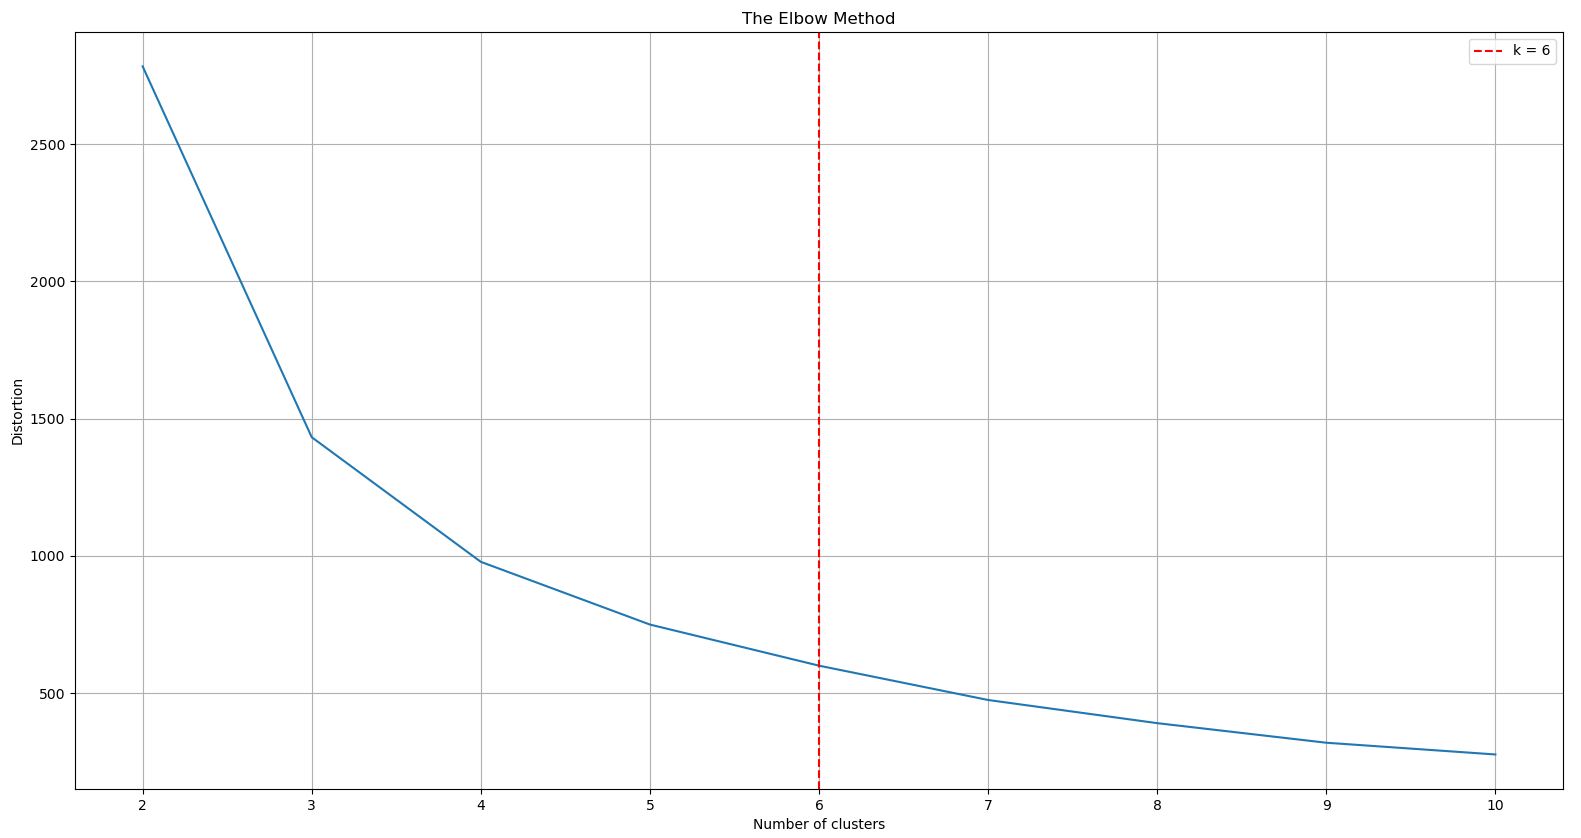 The Elbow Method
k = 6
Distortion
2500
2000
1500
1000
500
2 3 4 5 6 7 8 9 10
Number of clusters